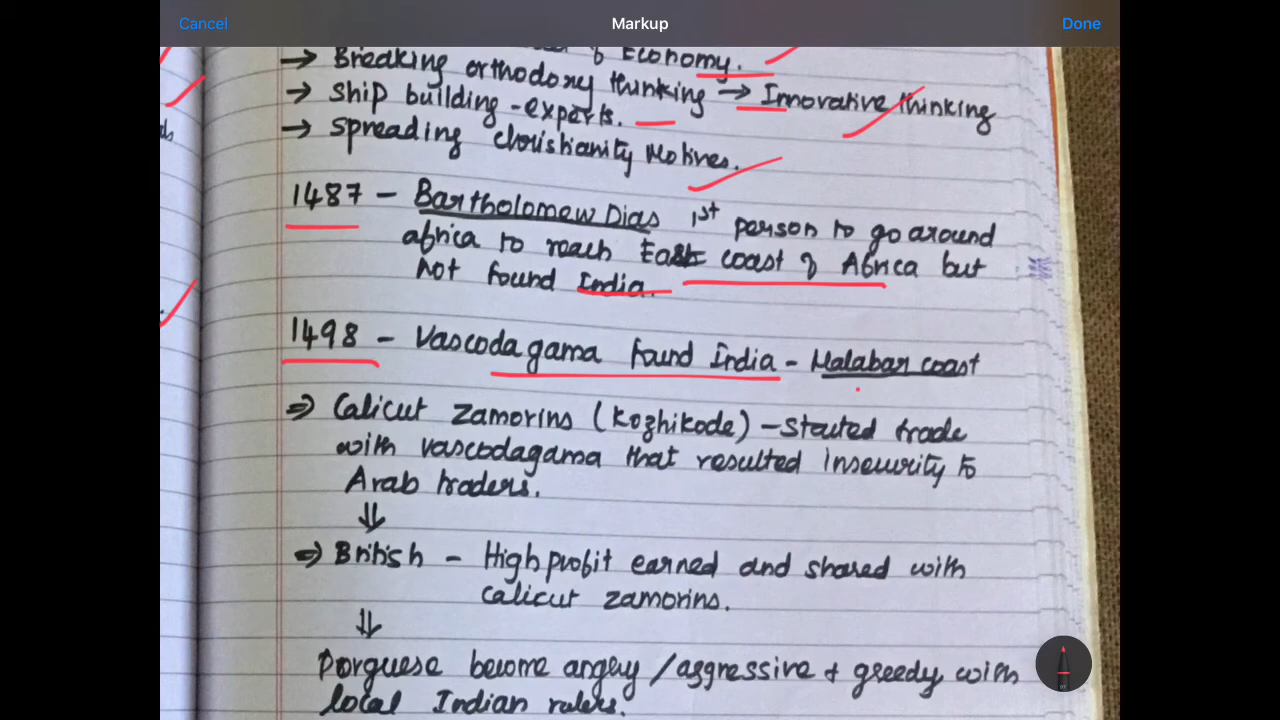 Cancel Markup Done
Economy.
→ Breaking orthodoxy thinking → Innovative thinking
→ Ship building - experts.
→ Spreading Christianity Motives.
1487 - Bartholomew Dias 1st person to go around
africa to reach East coast of Africa but
Not found India.
1498 - Vascodagama found India - Malabar coast
⇒ Calicut Zamorins (Kozhikode) - Started trade
with vascodagama that resulted insecurity to
Arab traders.
⇓
⇒ British - High profit earned and shared with
calicut zamorins.
⇓
Porguese become angry / aggressive + greedy with
local Indian rulers.